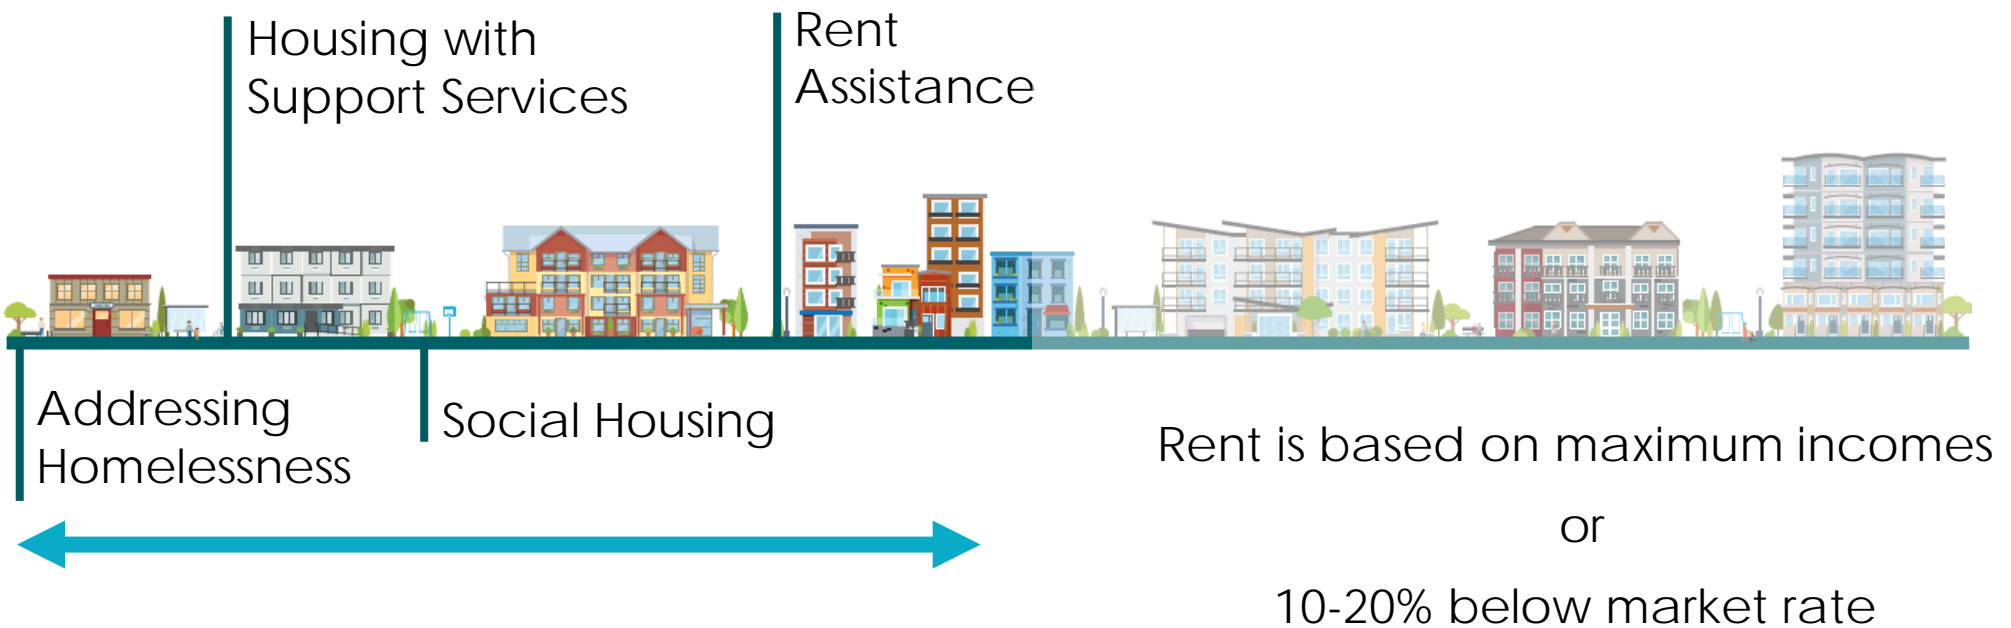 Housing with
Support Services
Rent
Assistance
Addressing
Homelessness
Social Housing
Rent is based on maximum incomes
or
10-20% below market rate